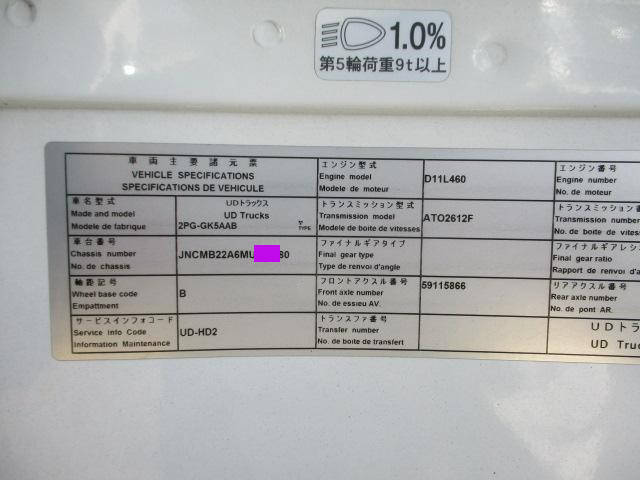 1.0%
第5輪荷重9t以上
車両主要諸元票
VEHICLE SPECIFICATIONS
SPECIFICATIONS DE VEHICULE
車名型式
Made and model
Modele de fabrique
UDトラックス
UD Trucks
2PG-GK5AAB
型
TYPE
車台番号
Chassis number
No. de chassis
JNCMB22A6MU
80
軸距記号
Wheel base code
Empattment
B
サービスインフォコード
Service info Code
Information Maintenance
UD-HD2
エンジン型式
Engine model
Modele de moteur
D11L460
トランスミッション型式
Transmission model
Modele de boite de vitesses
ATO2612F
ファイナルギアタイプ
Final gear type
Type de renvoi d'angle
フロントアクスル番号
Front axle number
No. de essieu AV.
59115866
トランスファ番号
Transfer number
No. de boite de transfert
エンジン番号
Engine number
No. de moteur
トランスミッション
Transmission number
No. de boite de vitesses
ファイナルギアレシ
Final gear ratio
Rapport de renvoi d'
リアアクスル番号
Rear axle number
No. de pont AR.
UDトラ
UD Truc